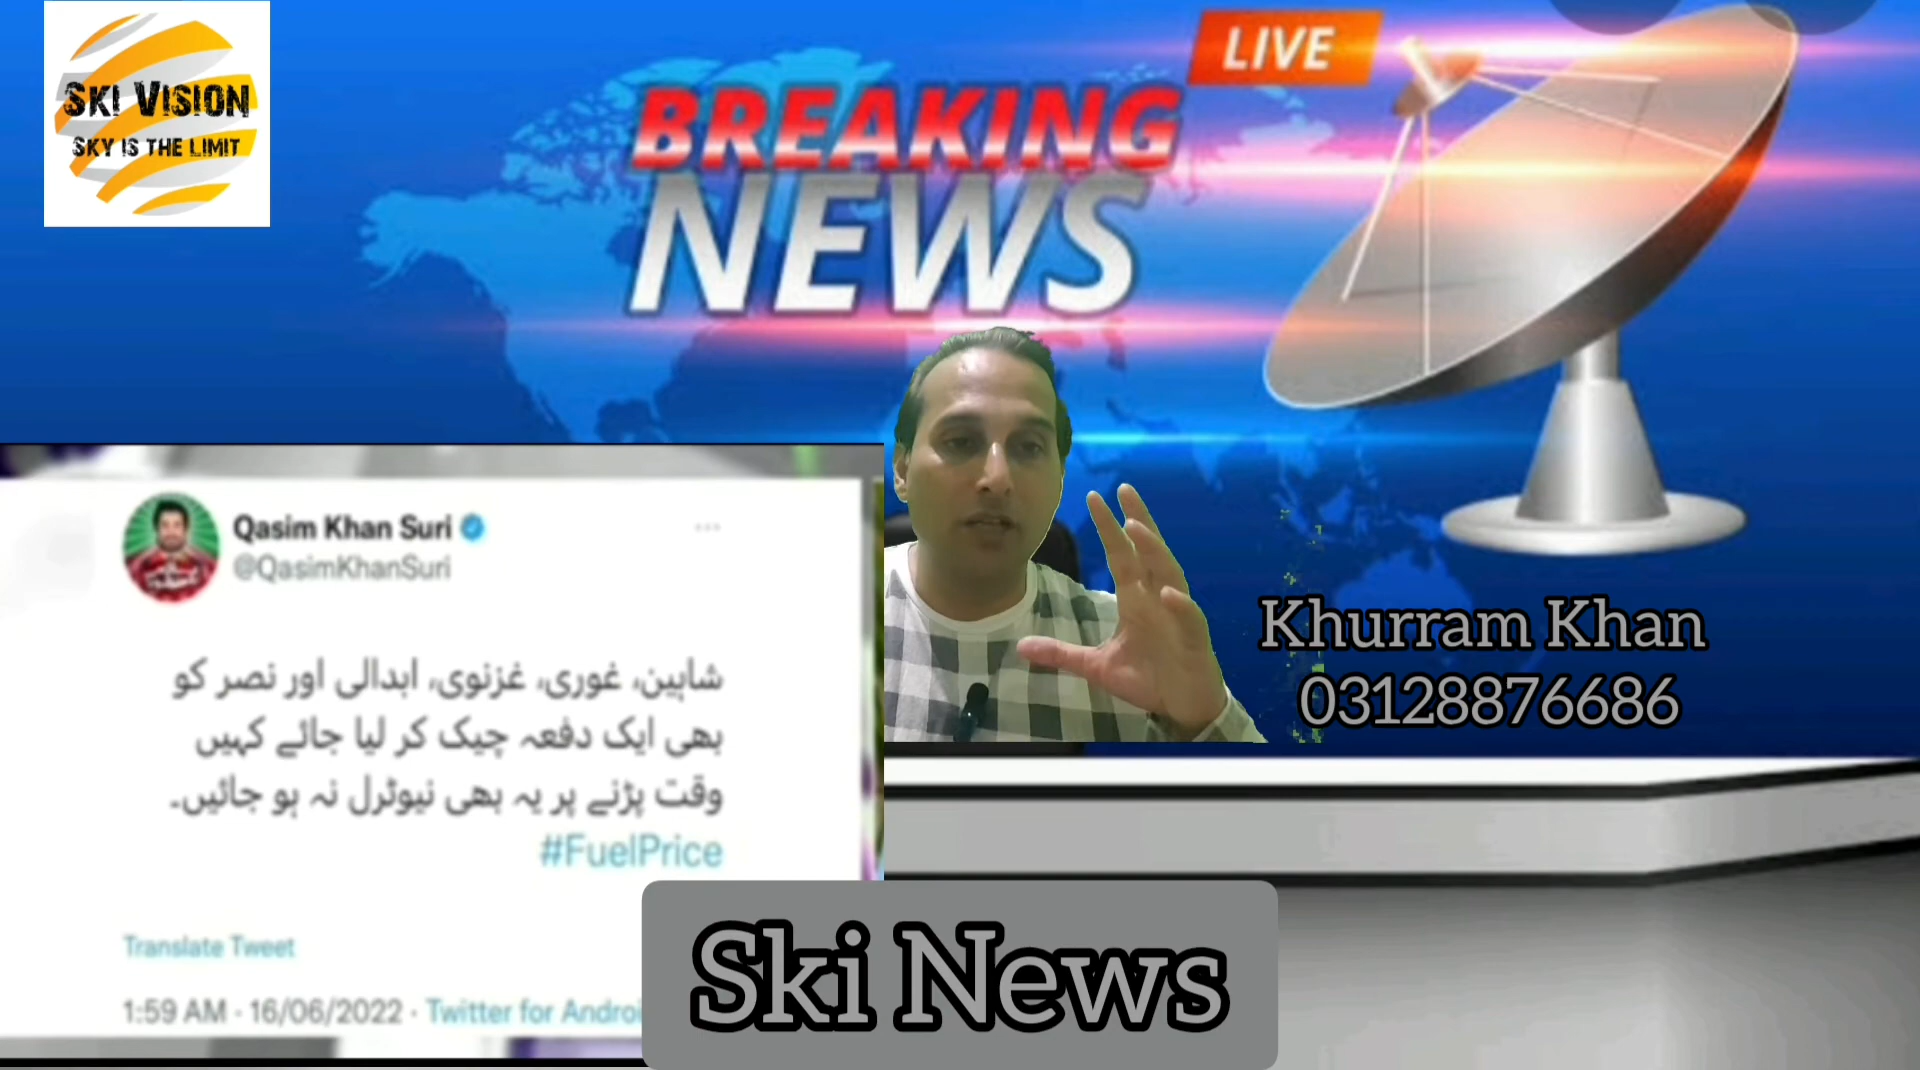 SKI VISION
SKY IS THE LIMIT
LIVE
BREAKING
NEWS
Qasim Khan Suri
@QasimKhanSuri
شاہین، غوری، غزنوی، ابدالی اور نصر کو
بھی ایک دفعہ چیک کر لیا جائے کہیں
وقت پڑنے پر یہ بھی نیوٹرل نہ ہو جائیں۔
#FuelPrice
Translate Tweet
1:59 AM · 16/06/2022 · Twitter for Androi
Khurram Khan
03128876686
Ski News